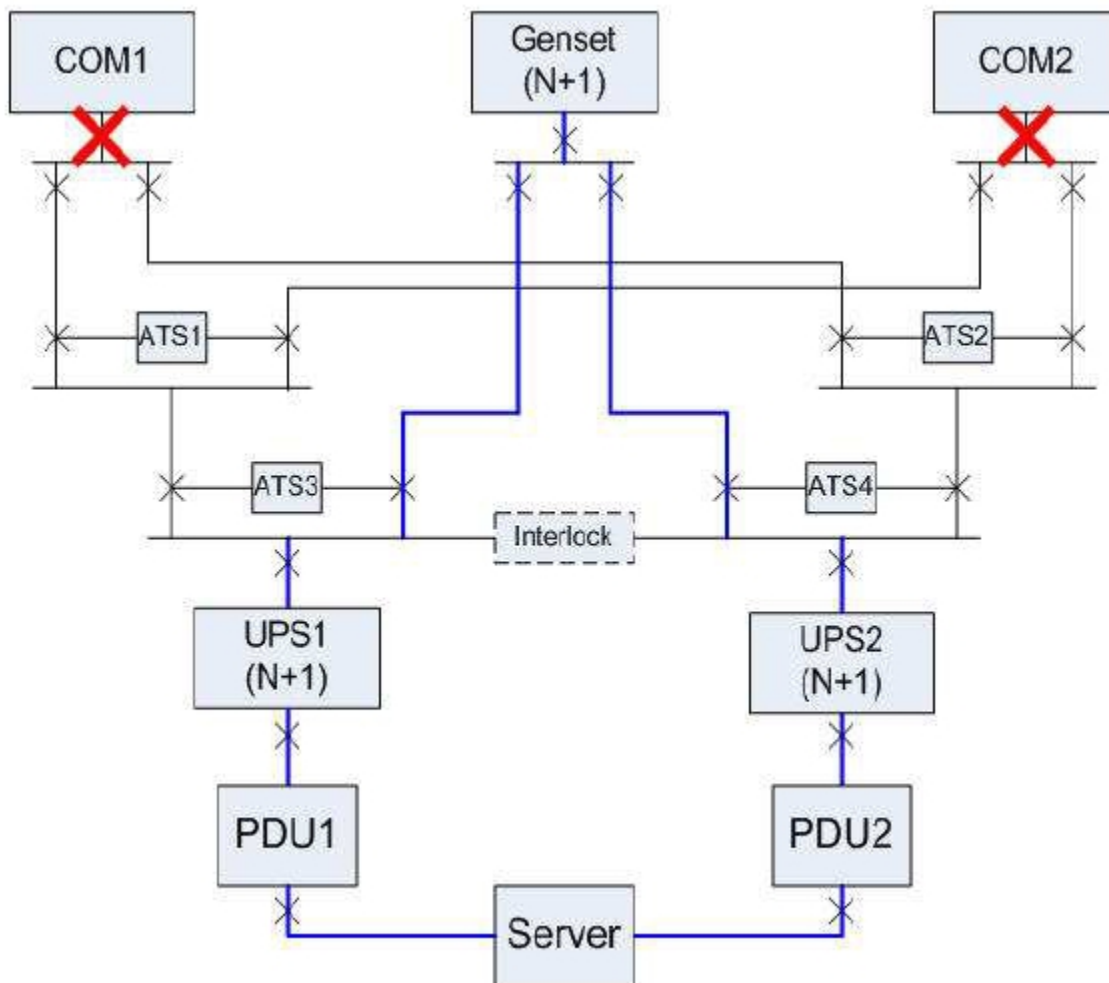 COM1
Genset
(N+1)
COM2
ATS1
ATS2
ATS3
ATS4
Interlock
UPS1
(N+1)
UPS2
(N+1)
PDU1
PDU2
Server